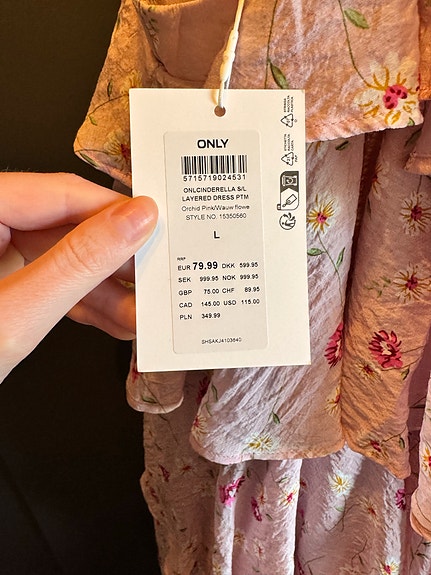 ONLY
5715719024531
ONLCINDERELLA S/L
LAYERED DRESS PTM
Orchid Pink/Wauw flowe
STYLE NO. 15350560
L
RRP
EUR 79.99 DKK 599.95
SEK 999.95 NOK 999.95
GBP 75.00 CHF 89.95
CAD 145.00 USD 115.00
PLN 349.99
SHSAKJ4103640